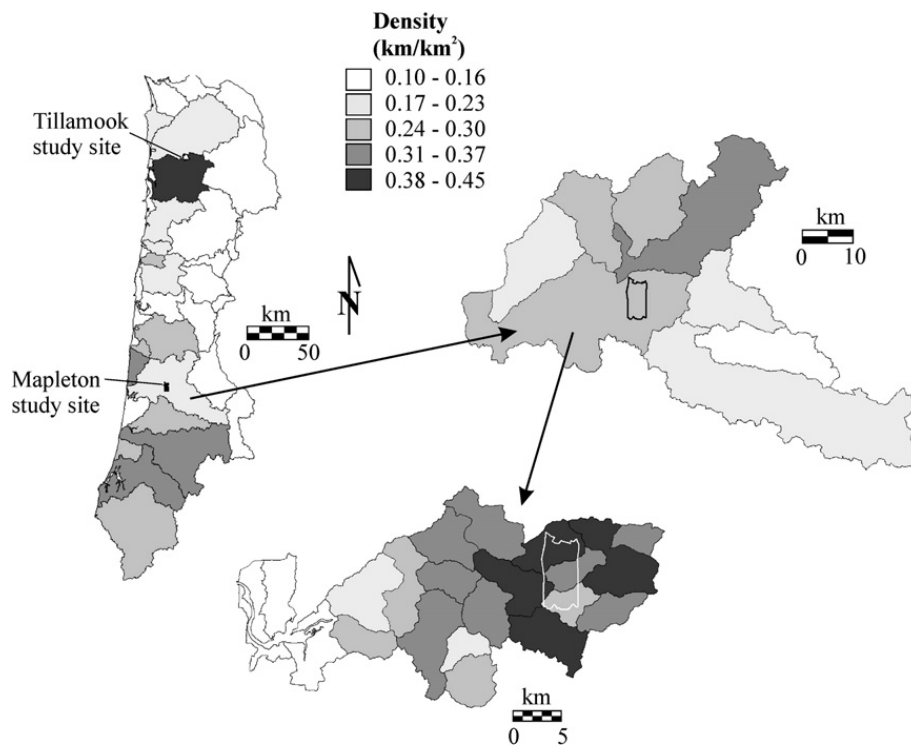 Density
(km/km²)
0.10 - 0.16
0.17 - 0.23
0.24 - 0.30
0.31 - 0.37
0.38 - 0.45
Tillamook
study site
N
km
0 50
Mapleton
study site
km
0 10
km
0 5